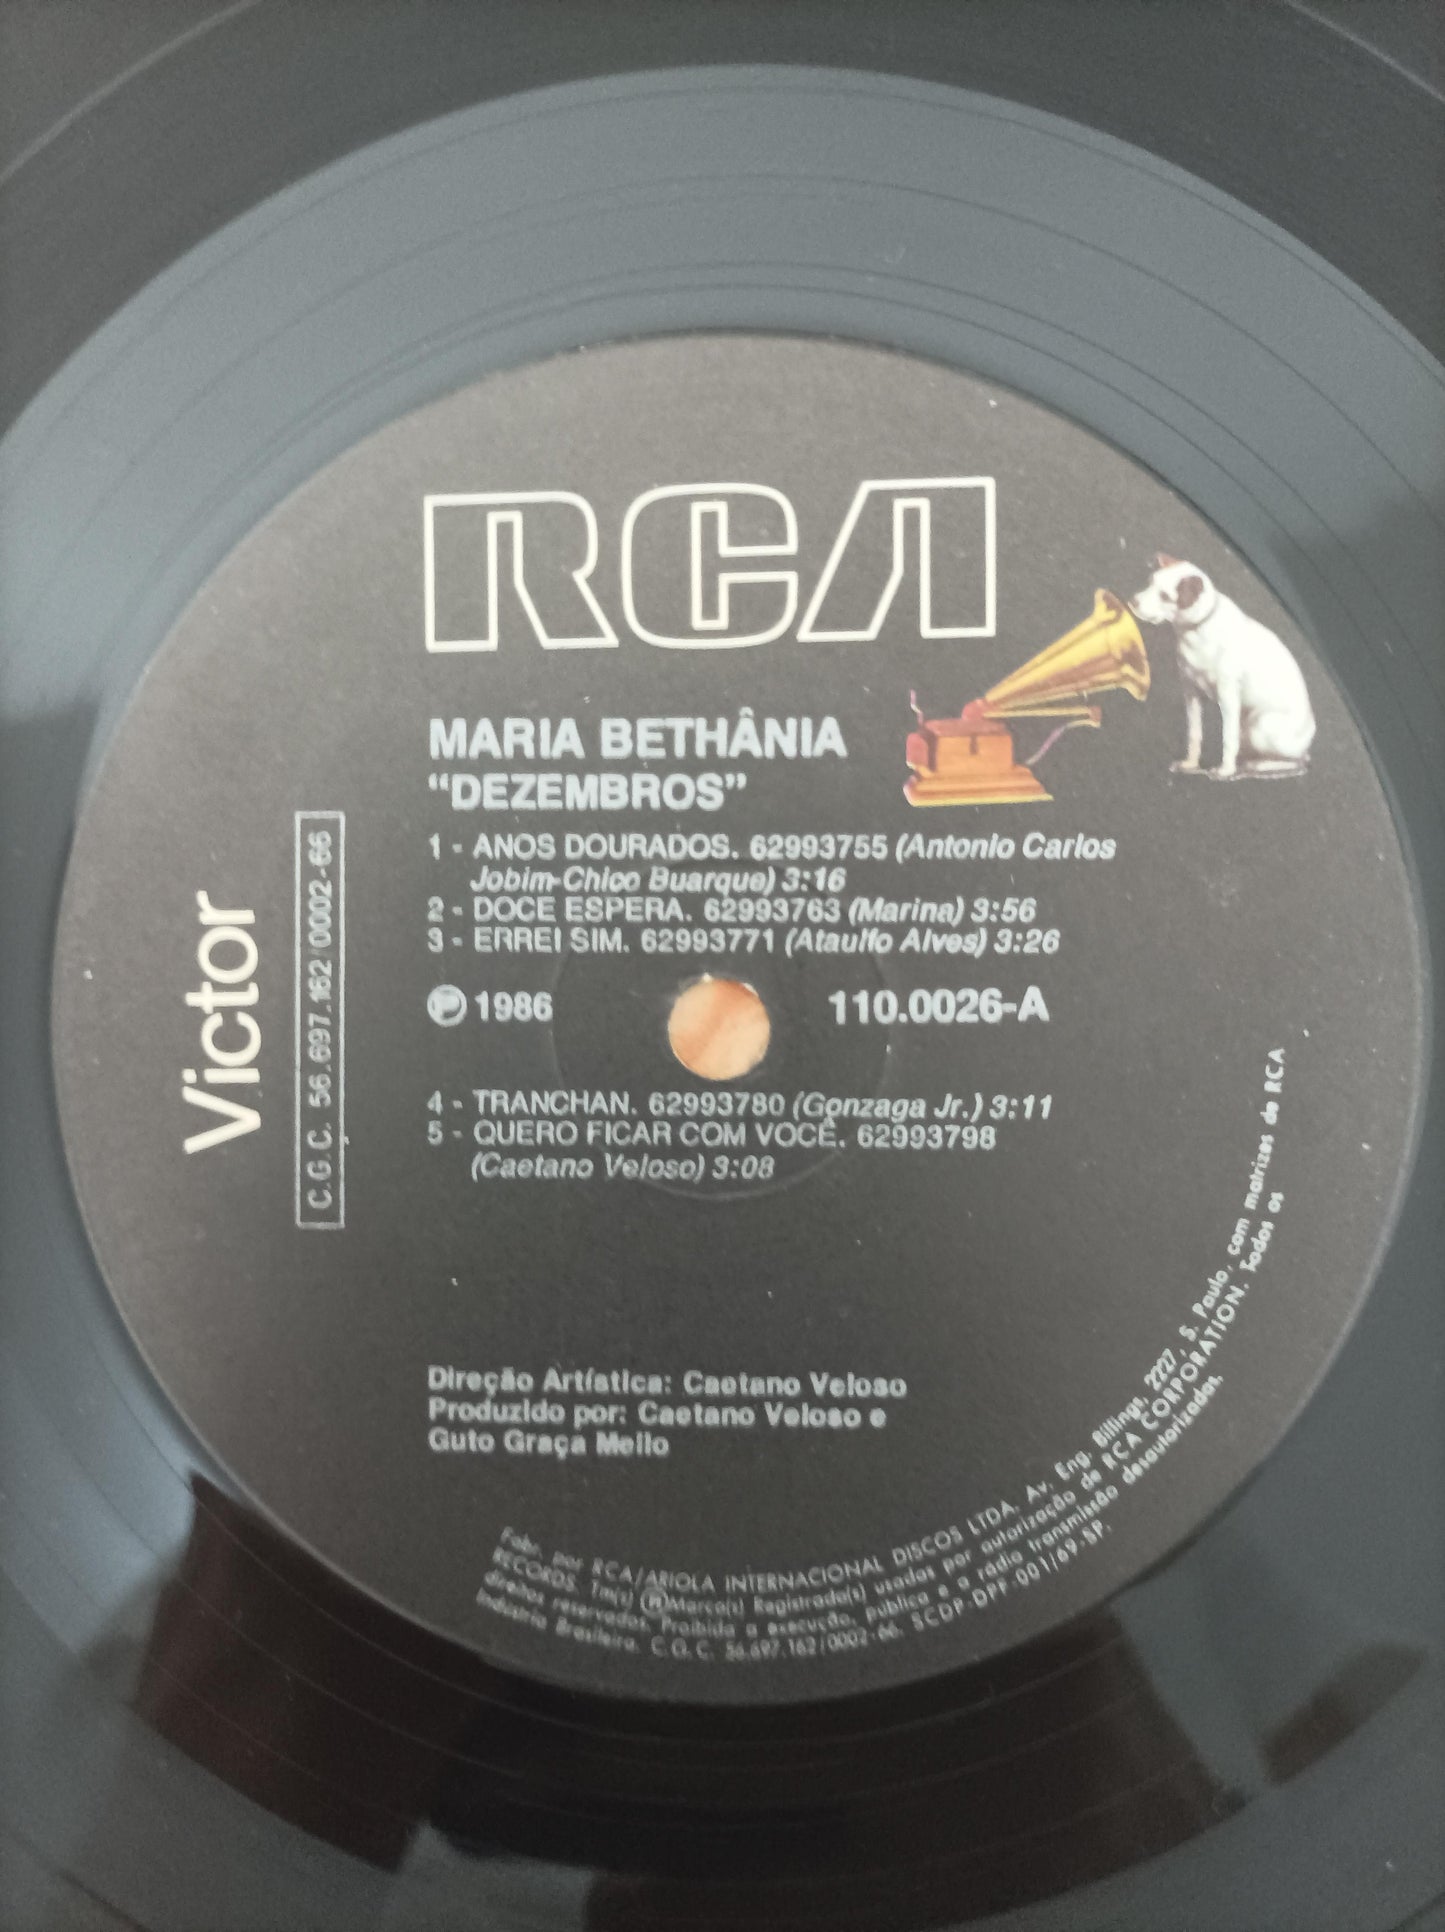 RCA
MARIA BETHÂNIA
“DEZEMBROS”
1 - ANOS DOURADOS. 62993755 (Antonio Carlos
Jobim-Chico Buarque) 3:16
2 - DOCE ESPERA. 62993763 (Marina) 3:56
3 - ERREI SIM. 62993771 (Ataulfo Alves) 3:26
℗ 1986 110.0026-A
4 - TRANCHAN. 62993780 (Gonzaga Jr.) 3:11
5 - QUERO FICAR COM VOCÊ. 62993798
(Caetano Veloso) 3:08
Victor
C.G.C. 56.697.162/0002-66
Direção Artística: Caetano Veloso
Produzido por: Caetano Veloso e
Guto Graça Mello
Fabr. por RCA/ARIOLA INTERNACIONAL DISCOS LTDA. Av. Eng. Billings, 2227, S. Paulo, com matrizes de RCA
RECORDS. Tm(s) ® Marca(s) Registrada(s) usadas por autorização de RCA CORPORATION. Todos os
direitos reservados. Proibida a execução, pública e a rádio transmissão desautorizadas.
Indústria Brasileira. C.G.C. 56.697.162/0002-66. SCDP-DPF-001/69-SP.